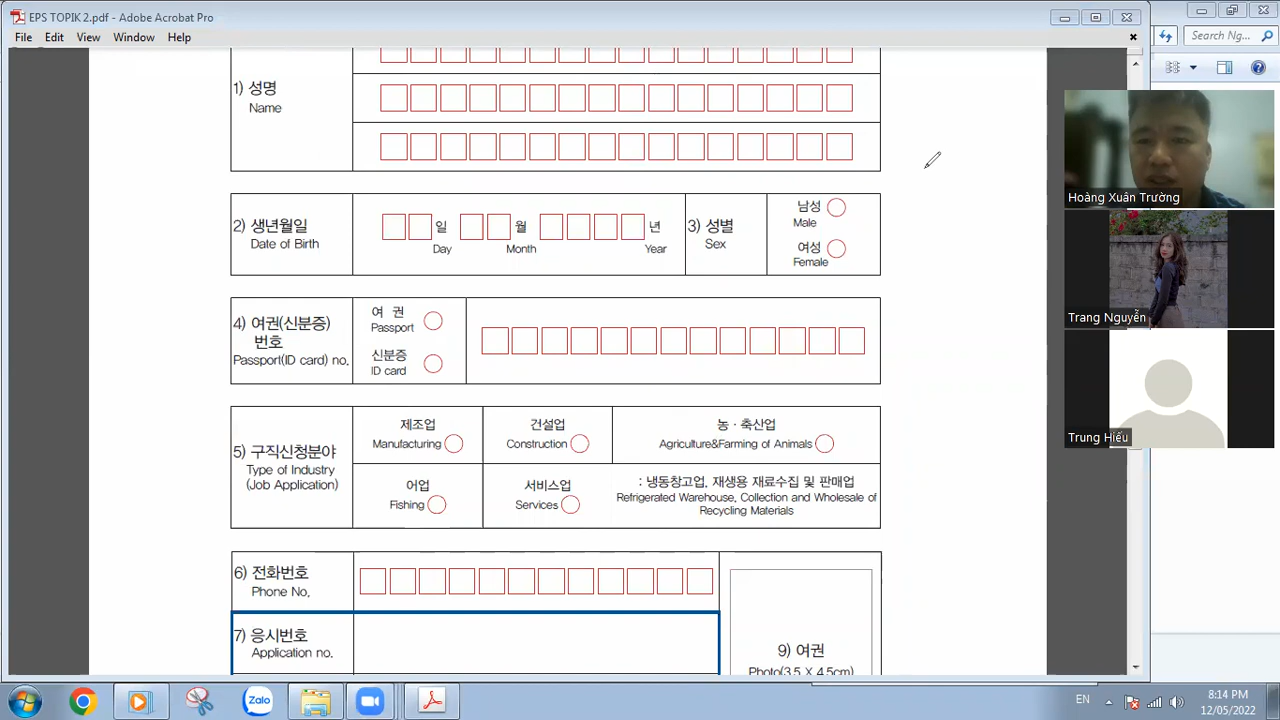 EPS TOPIK 2.pdf - Adobe Acrobat Pro
File Edit View Window Help
Search Ng...
1) 성명
Name
2) 생년월일
Date of Birth
일
Day
월
Month
년
Year
3) 성별
Sex
남성
Male
여성
Female
4) 여권(신분증)
번호
Passport(ID card) no.
여 권
Passport
신분증
ID card
5) 구직신청분야
Type of Industry
(Job Application)
제조업
Manufacturing
건설업
Construction
농 · 축산업
Agriculture&Farming of Animals
어업
Fishing
서비스업
Services
: 냉동창고업, 재생용 재료수집 및 판매업
Refrigerated Warehouse, Collection and Wholesale of
Recycling Materials
6) 전화번호
Phone No.
7) 응시번호
Application no.
9) 여권
Photo(3.5 X 4.5cm)
Hoàng Xuân Trường
Trang Nguyễn
Trung Hiếu
Zalo
EN
8:14 PM
12/05/2022